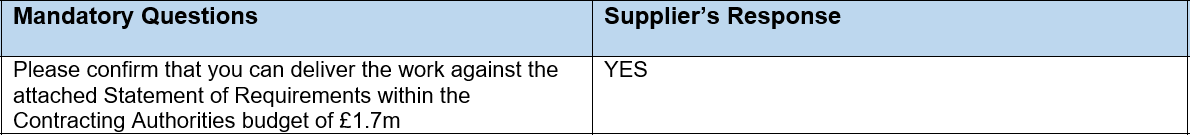 Mandatory Questions
Supplier’s Response
Please confirm that you can deliver the work against the
attached Statement of Requirements within the
Contracting Authorities budget of £1.7m
YES